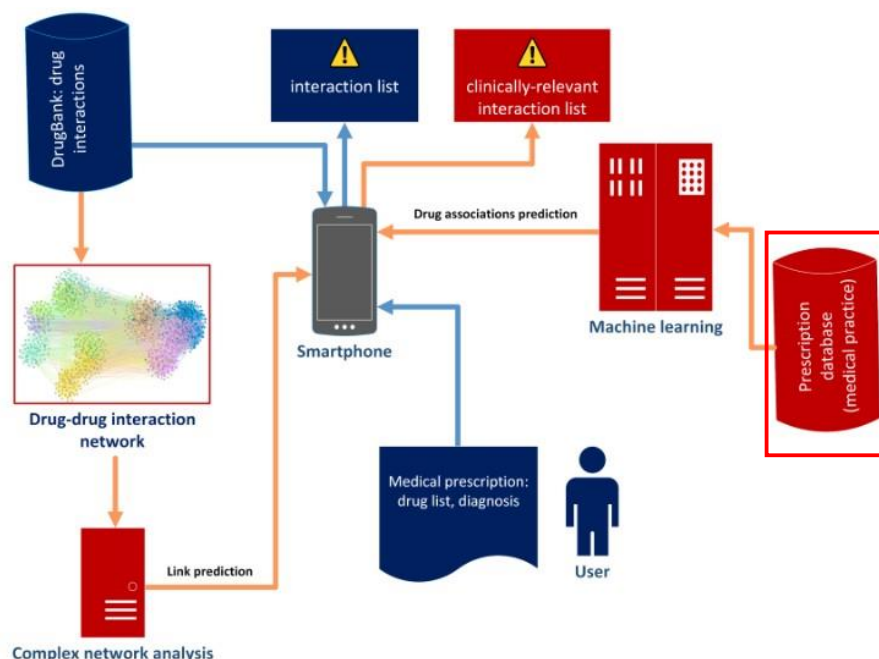 DrugBank: drug
interactions
interaction list
clinically-relevant
interaction list
Drug associations prediction
Machine learning
Prescription
database
(medical practice)
Smartphone
Drug-drug interaction
network
Medical prescription:
drug list, diagnosis
User
Link prediction
Complex network analysis